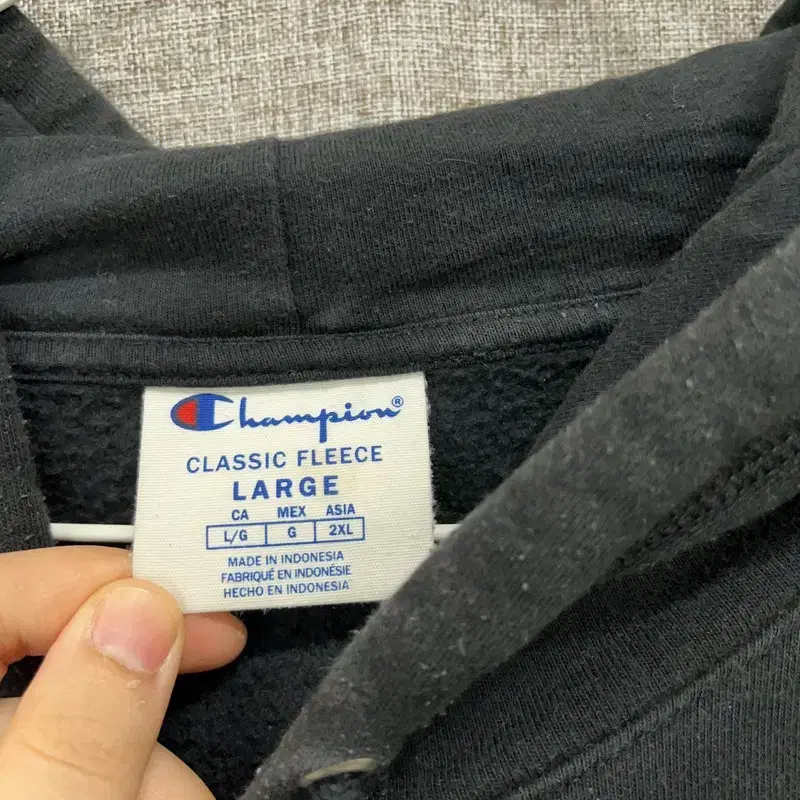 Champion®
CLASSIC FLEECE
LARGE
CA MEX ASIA
L/G G 2XL
MADE IN INDONESIA
FABRIQUÉ EN INDONÉSIE
HECHO EN INDONESIA